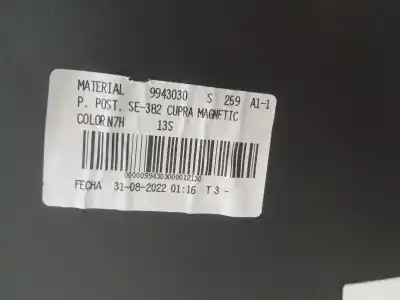 MATERIAL 9943030 S 259 A1-1
P. POST. SE-382 CUPRA MAGNETIC
COLOR.N7H 13S
00000994303000012130
FECHA 31-08-2022 01:16 T 3 -